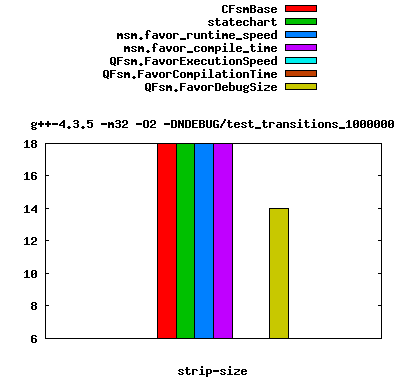 CFsmBase
statechart
msm.favor_runtime_speed
msm.favor_compile_time
QFsm.FavorExecutionSpeed
QFsm.FavorCompilationTime
QFsm.FavorDebugSize
g++-4.3.5 -m32 -O2 -DNDEBUG/test_transitions_1000000
18
16
14
12
10
8
6
strip-size